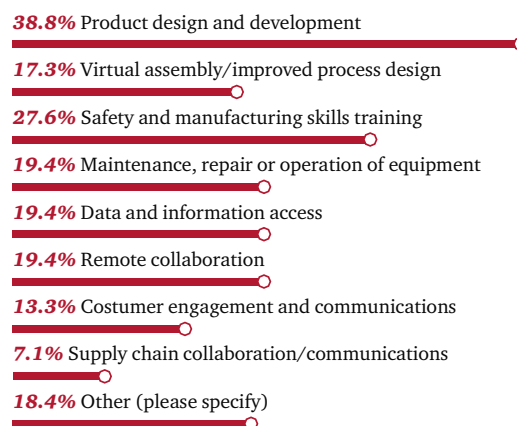 38.8% Product design and development
17.3% Virtual assembly/improved process design
27.6% Safety and manufacturing skills training
19.4% Maintenance, repair or operation of equipment
19.4% Data and information access
19.4% Remote collaboration
13.3% Costumer engagement and communications
7.1% Supply chain collaboration/communications
18.4% Other (please specify)